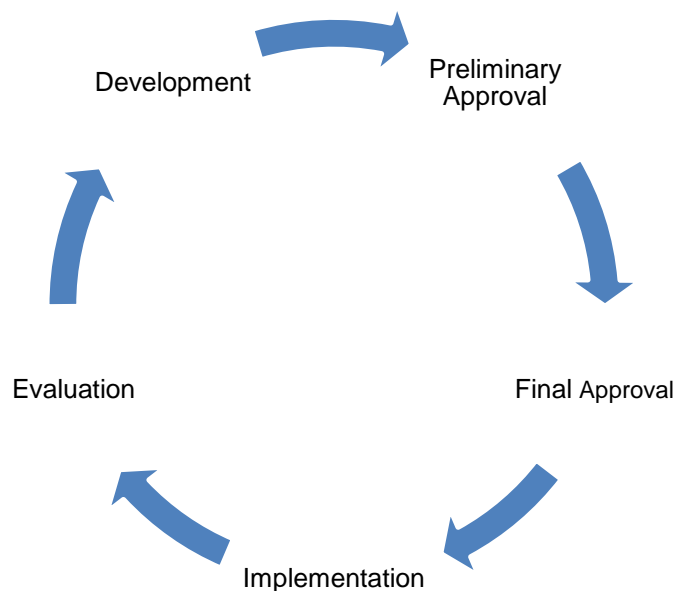 Development
Preliminary
Approval
Final Approval
Implementation
Evaluation